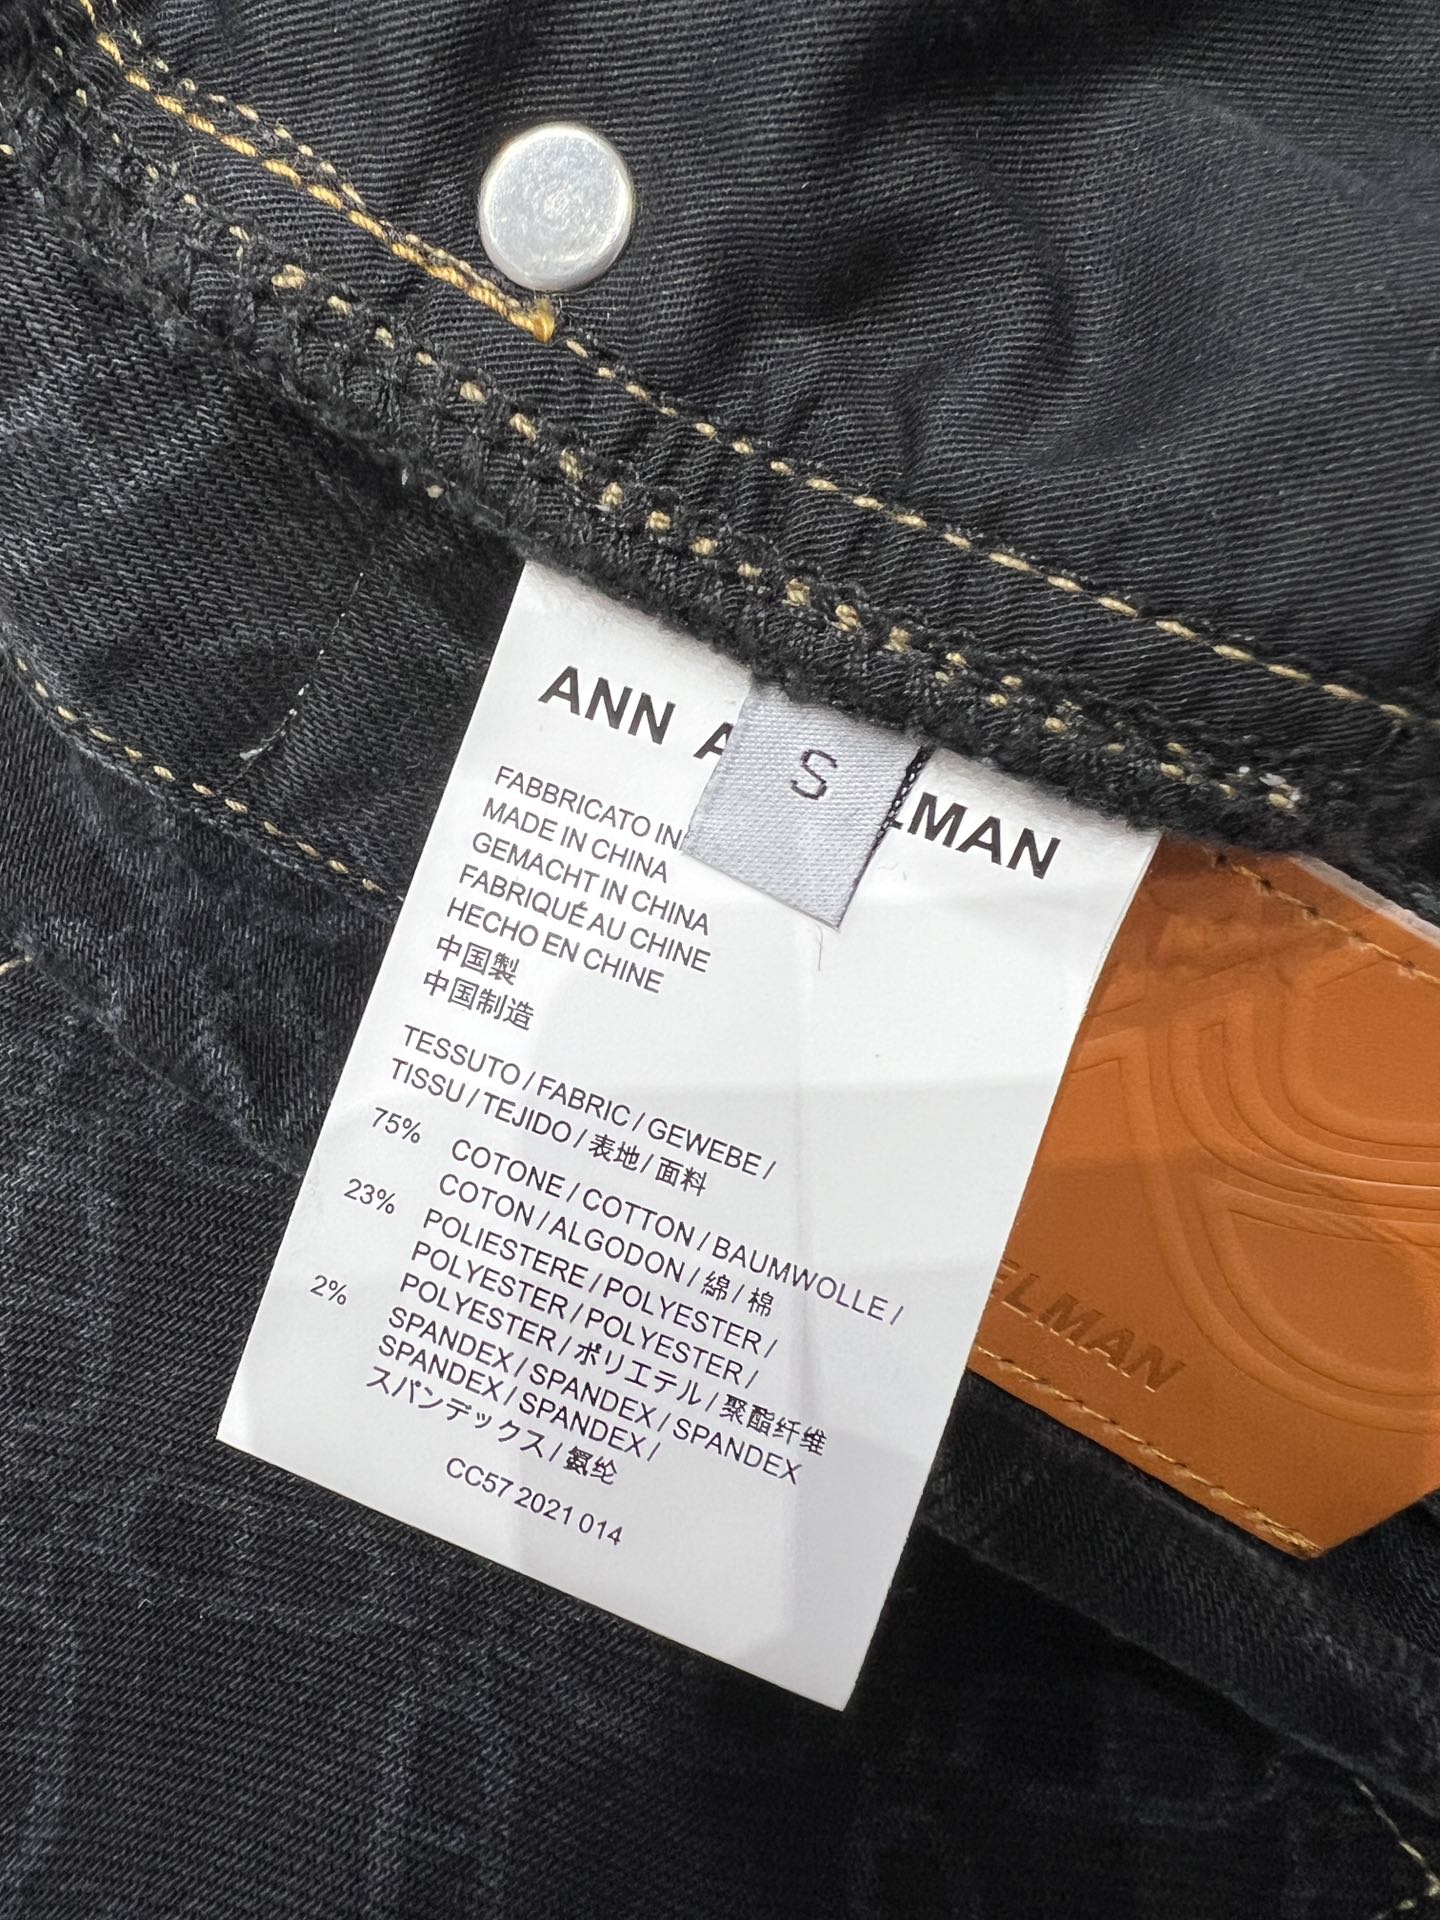 ANN A
LMAN
S
FABBRICATO IN
MADE IN CHINA
GEMACHT IN CHINA
FABRIQUÉ AU CHINE
HECHO EN CHINE
中国製
中国制造
TESSUTO / FABRIC / GEWEBE /
TISSU / TEJIDO / 表地 / 面料
75% COTONE / COTTON / BAUMWOLLE /
COTON / ALGODON / 綿 / 棉
23% POLIESTERE / POLYESTER /
POLYESTER / POLYESTER /
POLYESTER / ポリエテル / 聚酯纤维
2% SPANDEX / SPANDEX / SPANDEX
SPANDEX / SPANDEX /
スパンデックス / 氨纶
CC57 2021 014
ELMAN